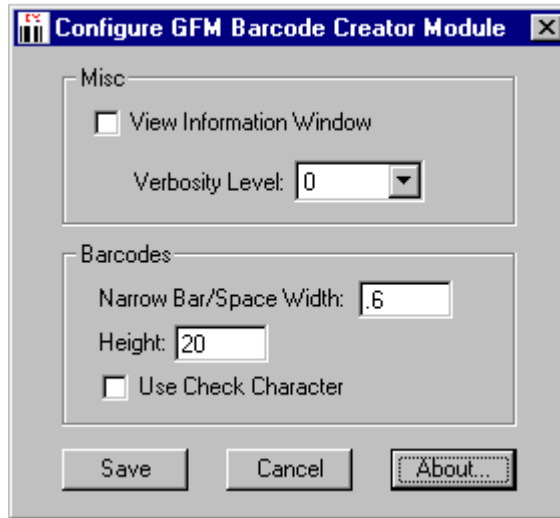 Configure GFM Barcode Creator Module
Misc
View Information Window
Verbosity Level: 0
Barcodes
Narrow Bar/Space Width: .6
Height: 20
Use Check Character
Save Cancel About...